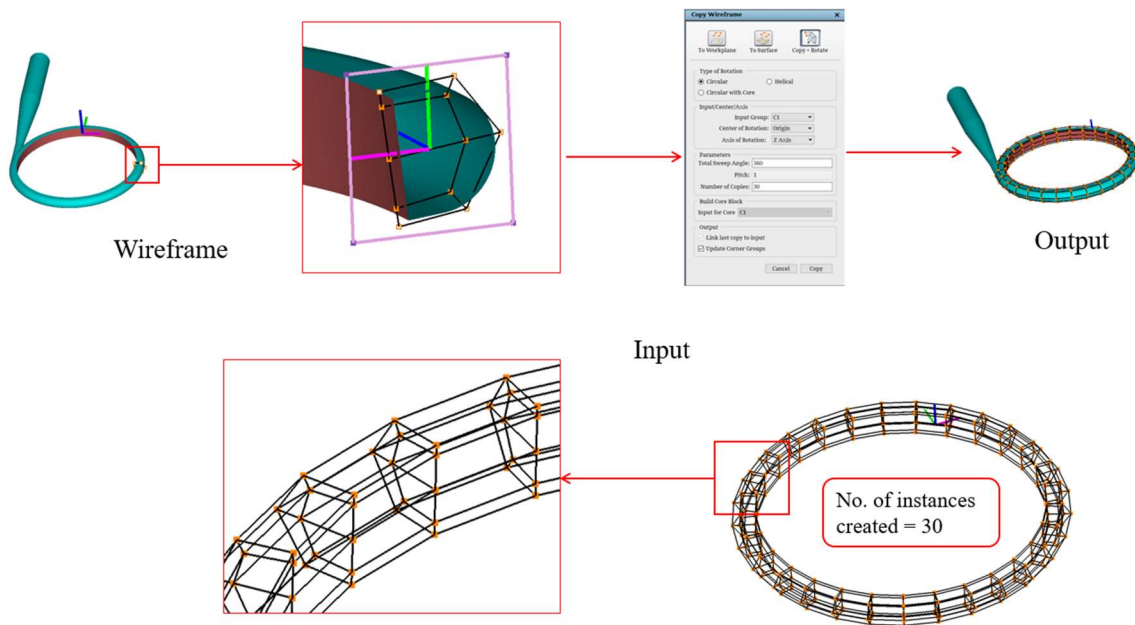 Copy Wireframe
To Workplane
To Surface
Copy + Rotate
Type of Rotation
Circular
Helical
Circular with Core
Input/Center/Axis
Input Group: C1
Center of Rotation: Origin
Axis of Rotation: Z Axis
Parameters
Total Sweep Angle: 360
Pitch: 1
Number of Copies: 30
Build Core Block
Input for Core C1
Output
Link last copy to input
Update Corner Groups
Cancel
Copy
Wireframe
Output
Input
No. of instances
created = 30